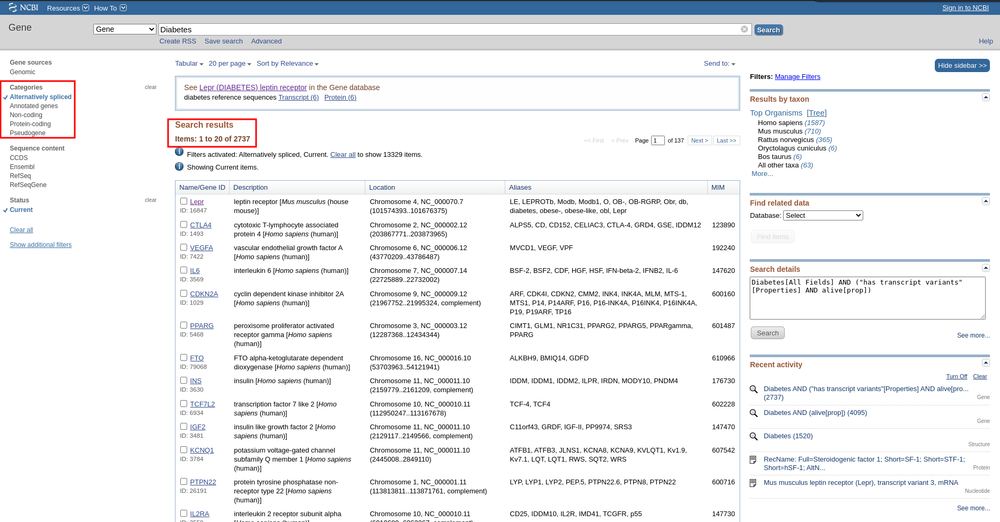 NCBI Resources How To Sign in to NCBI
Gene Gene Diabetes Search
Create RSS Save search Advanced Help
Gene sources
Genomic
Categories clear
Alternatively spliced
Annotated genes
Non-coding
Protein-coding
Pseudogene
Sequence content
CCDS
Ensembl
RefSeq
RefSeqGene
Status clear
Current
Clear all
Show additional filters
Tabular 20 per page Sort by Relevance Send to:
See Lepr (DIABETES) leptin receptor in the Gene database
diabetes reference sequences Transcript (6) Protein (6)
Search results
Items: 1 to 20 of 2737
<< First < Prev Page 1 of 137 Next > Last >>
Filters activated: Alternatively spliced, Current. Clear all to show 13329 items.
Showing Current items.
Name/Gene ID Description Location Aliases MIM
Lepr leptin receptor [Mus musculus (house Chromosome 4, NC_000070.7 LE, LEPROTb, Modb, Modb1, O, OB-, OB-RGRP, Obr, db,
ID: 16847 mouse)] (101574393..101676375) diabetes, obese-, obese-like, obl, Lepr
CTLA4 cytotoxic T-lymphocyte associated Chromosome 2, NC_000002.12 ALPS5, CD, CD152, CELIAC3, CTLA-4, GRD4, GSE, IDDM12 123890
ID: 1493 protein 4 [Homo sapiens (human)] (203867771..203873965)
VEGFA vascular endothelial growth factor A Chromosome 6, NC_000006.12 MVCD1, VEGF, VPF 192240
ID: 7422 [Homo sapiens (human)] (43770209..43786487)
IL6 interleukin 6 [Homo sapiens (human)] Chromosome 7, NC_000007.14 BSF-2, BSF2, CDF, HGF, HSF, IFN-beta-2, IFNB2, IL-6 147620
ID: 3569 (22725889..22732002)
CDKN2A cyclin dependent kinase inhibitor 2A Chromosome 9, NC_000009.12 ARF, CDK4I, CDKN2, CMM2, INK4, INK4A, MLM, MTS-1, 600160
ID: 1029 [Homo sapiens (human)] (21967752..21995324, complement) MTS1, P14, P14ARF, P16, P16-INK4A, P16INK4, P16INK4A,
P19, P19ARF, TP16
PPARG peroxisome proliferator activated Chromosome 3, NC_000003.12 CIMT1, GLM1, NR1C31, PPARG2, PPARG5, PPARgamma, 601487
ID: 5468 receptor gamma [Homo sapiens (12287368..12434344) PPARG
(human)]
FTO FTO alpha-ketoglutarate dependent Chromosome 16, NC_000016.10 ALKBH9, BMIQ14, GDFD 610966
ID: 79068 dioxygenase [Homo sapiens (human)] (53703963..54121941)
INS insulin [Homo sapiens (human)] Chromosome 11, NC_000011.10 IDDM, IDDM1, IDDM2, ILPR, IRDN, MODY10, PNDM4 176730
ID: 3630 (2159779..2161209, complement)
TCF7L2 transcription factor 7 like 2 [Homo Chromosome 10, NC_000010.11 TCF-4, TCF4 602228
ID: 6934 sapiens (human)] (112950247..113167678)
IGF2 insulin like growth factor 2 [Homo Chromosome 11, NC_000011.10 C11orf43, GRDF, IGF-II, PP9974, SRS3 147470
ID: 3481 sapiens (human)] (2129117..2149566, complement)
KCNQ1 potassium voltage-gated channel Chromosome 11, NC_000011.10 ATFB1, ATFB3, JLNS1, KCNA8, KCNA9, KVLQT1, Kv1.9, 607542
ID: 3784 subfamily Q member 1 [Homo sapiens (2445008..2849110) Kv7.1, LQT, LQT1, RWS, SQT2, WRS
(human)]
PTPN22 protein tyrosine phosphatase non- Chromosome 1, NC_000001.11 LYP, LYP1, LYP2, PEP.5, PTPN22.6, PTPN8, PTPN22 600716
ID: 26191 receptor type 22 [Homo sapiens (113813811..113871761, complement)
(human)]
IL2RA interleukin 2 receptor subunit alpha Chromosome 10, NC_000010.11 CD25, IDDM10, IL2R, IMD41, TCGFR, p55 147730
Hide sidebar >>
Filters: Manage Filters
Results by taxon
Top Organisms [Tree]
Homo sapiens (1587)
Mus musculus (710)
Rattus norvegicus (365)
Oryctolagus cuniculus (6)
Bos taurus (6)
All other taxa (63)
More...
Find related data
Database: Select
Find items
Search details
Diabetes[All Fields] AND ("has transcript variants"
[Properties] AND alive[prop])
Search See more...
Recent activity
Turn Off Clear
Diabetes AND ("has transcript variants"[Properties] AND alive[pro...
(2737) Gene
Diabetes AND (alive[prop]) (4095)
Gene
Diabetes (1520)
Structure
RecName: Full=Steroidogenic factor 1; Short=SF-1; Short=STF-1;
Short=hSF-1; AltN... Protein
Mus musculus leptin receptor (Lepr), transcript variant 3, mRNA
Nucleotide
See more...